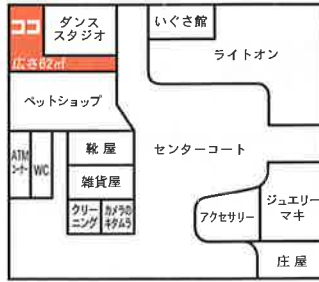 ココ
ダンス
スタジオ
広さ62㎡
いぐさ館
ライトオン
ペットショップ
ATM
コーナー
WC
靴屋
雑貨屋
クリー
ニング
カメラの
キタムラ
センターコート
アクセサリー
ジュエリー
マキ
庄屋